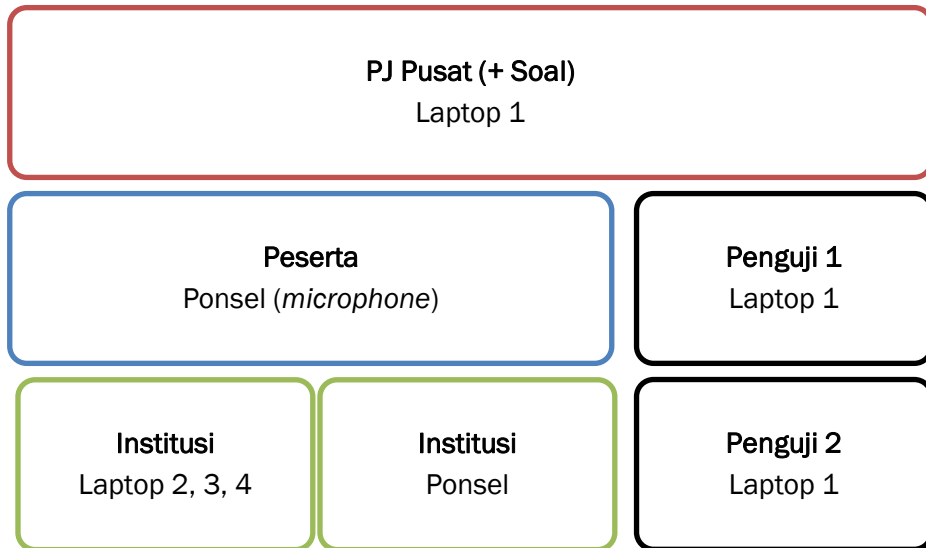 PJ Pusat (+ Soal)
Laptop 1
Peserta
Ponsel (microphone)
Penguji 1
Laptop 1
Institusi
Laptop 2, 3, 4
Institusi
Ponsel
Penguji 2
Laptop 1